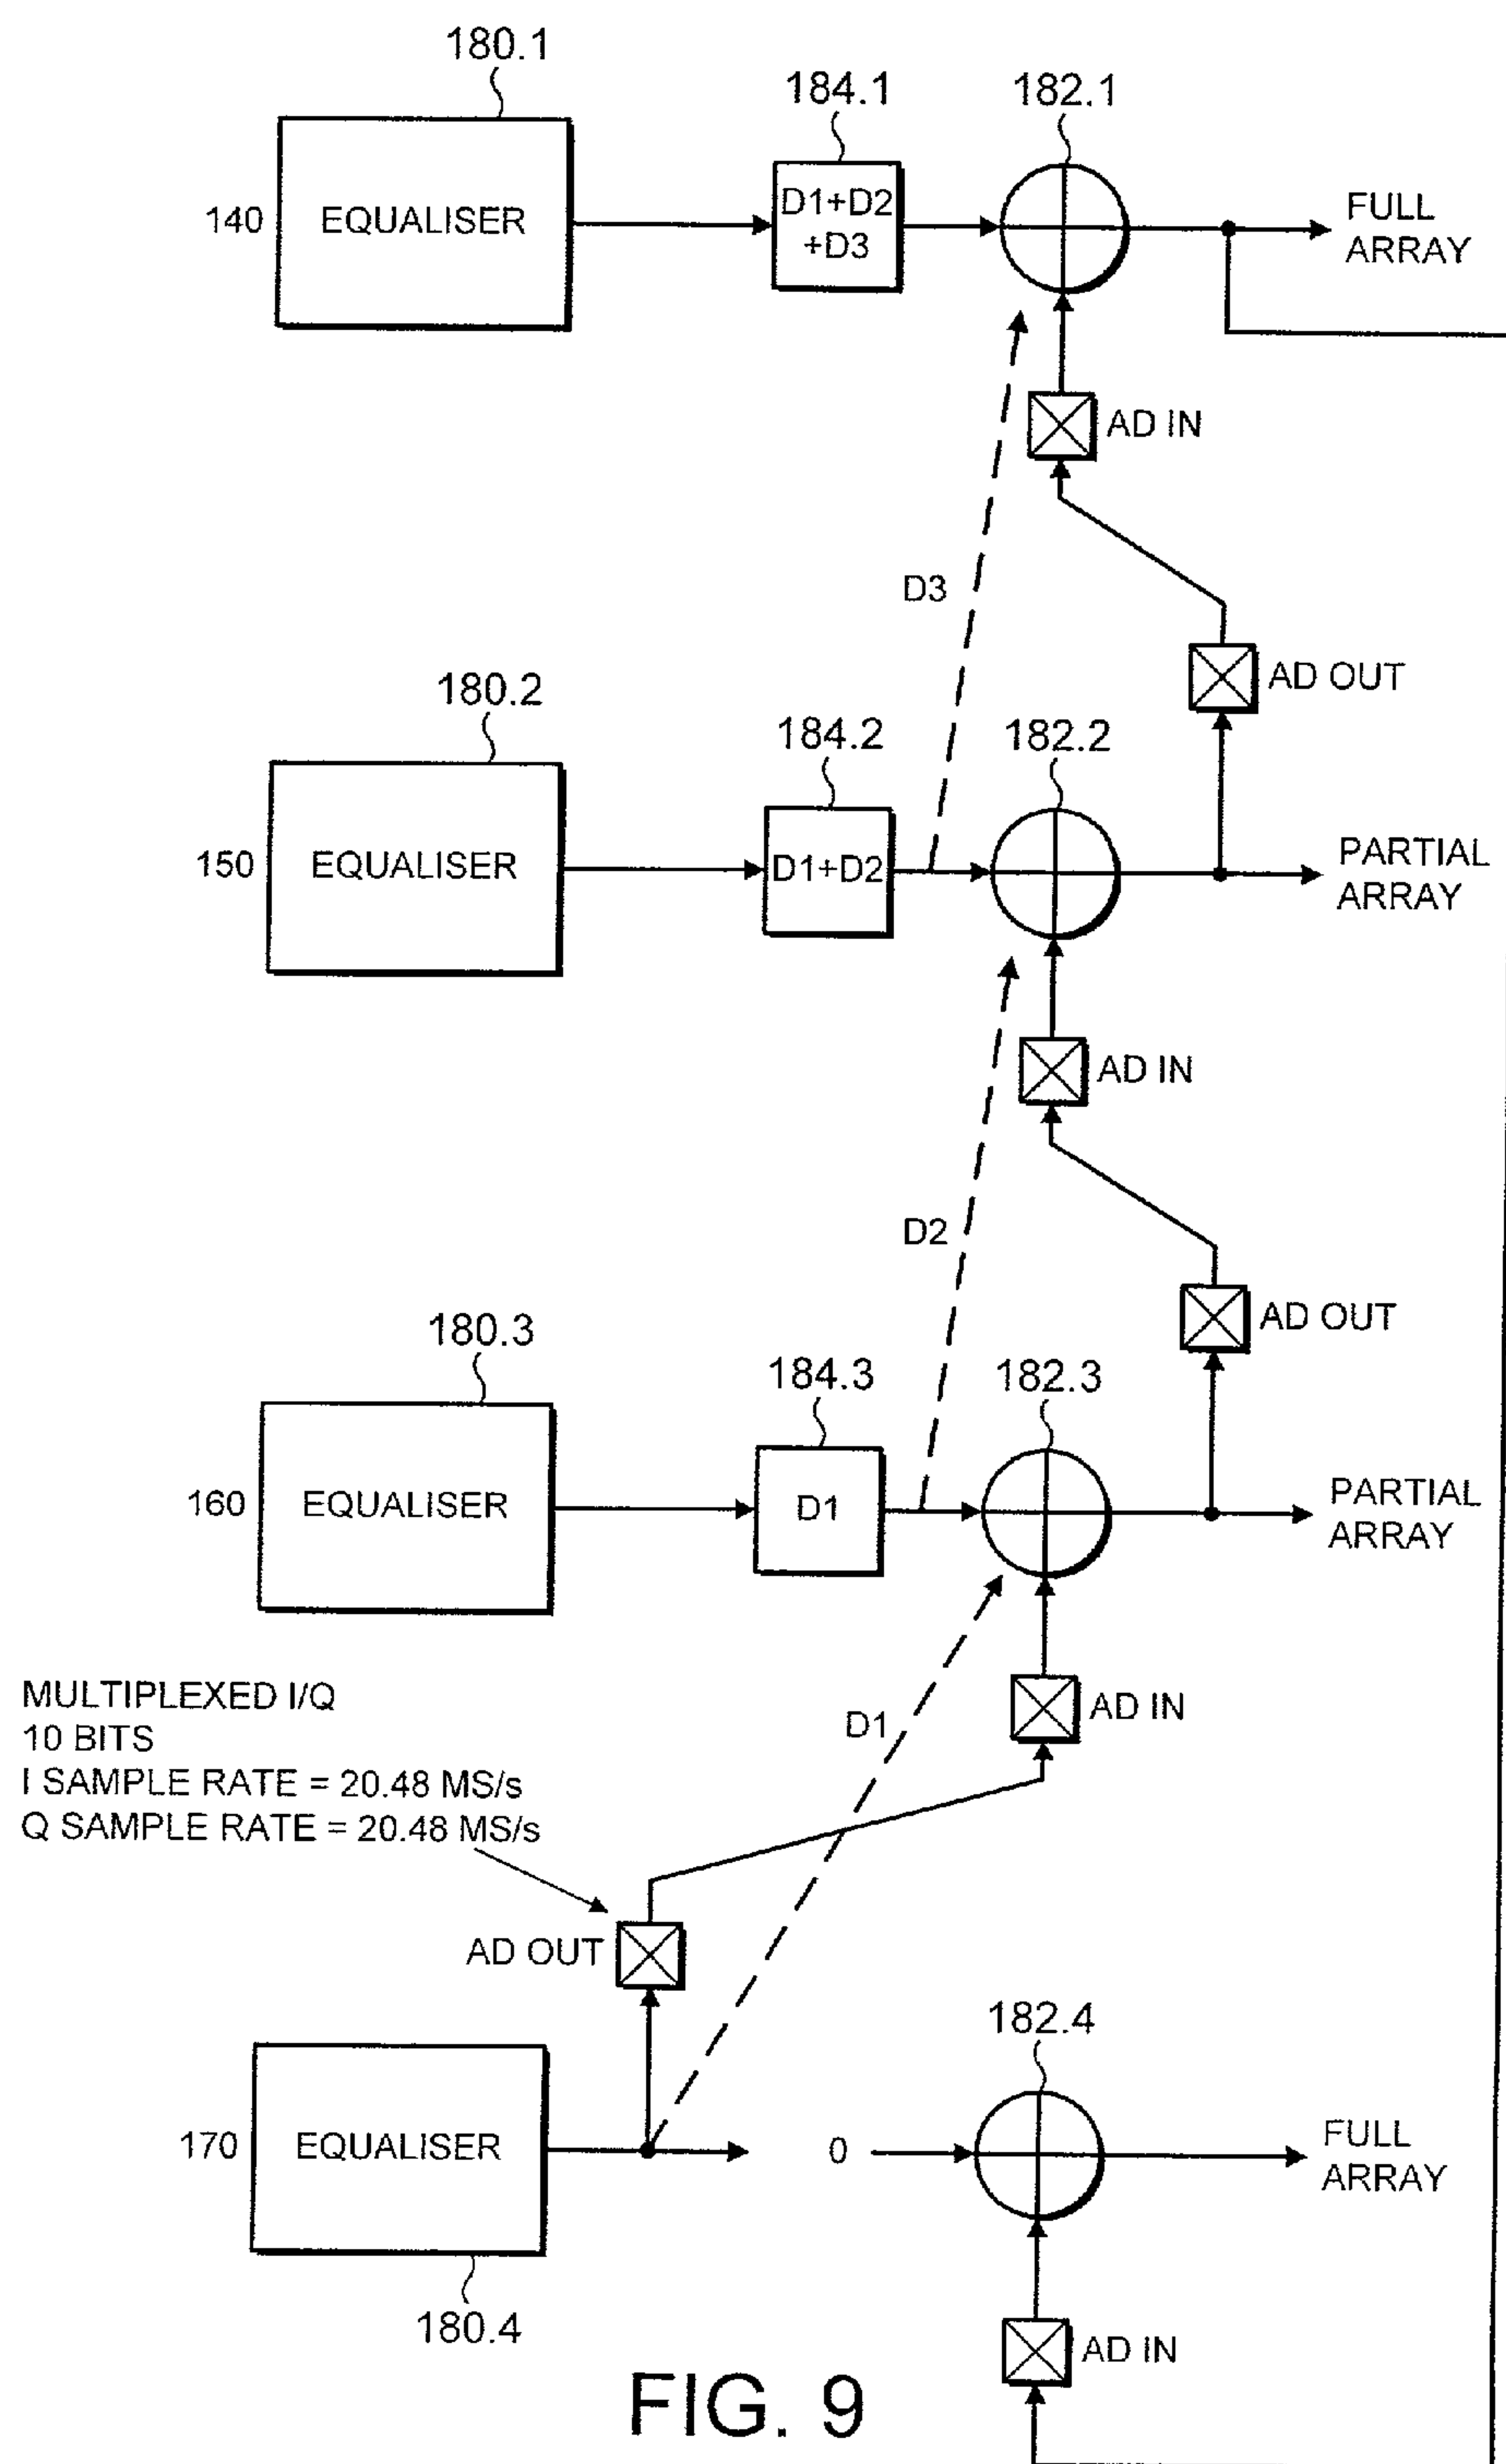 180.1
184.1
182.1
140
EQUALISER
D1+D2
+D3
FULL
ARRAY
AD IN
D3
AD OUT
180.2
184.2
182.2
150
EQUALISER
D1+D2
PARTIAL
ARRAY
AD IN
D2
AD OUT
180.3
184.3
182.3
160
EQUALISER
D1
PARTIAL
ARRAY
MULTIPLEXED I/Q
10 BITS
I SAMPLE RATE = 20.48 MS/s
Q SAMPLE RATE = 20.48 MS/s
D1
AD IN
AD OUT
182.4
170
EQUALISER
0
FULL
ARRAY
180.4
AD IN
FIG. 9